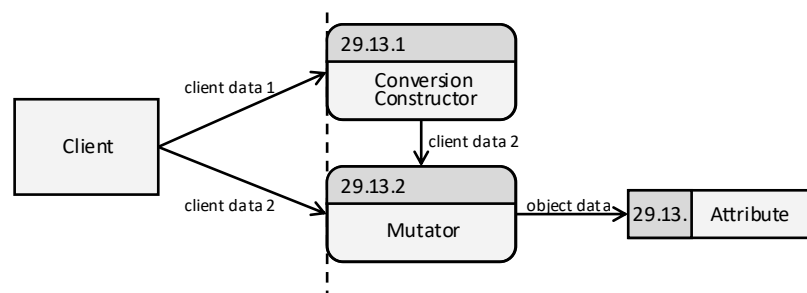 29.13.1
Conversion
Constructor
client data 1
Client
client data 2
client data 2
29.13.2
Mutator
object data
29.13.
Attribute